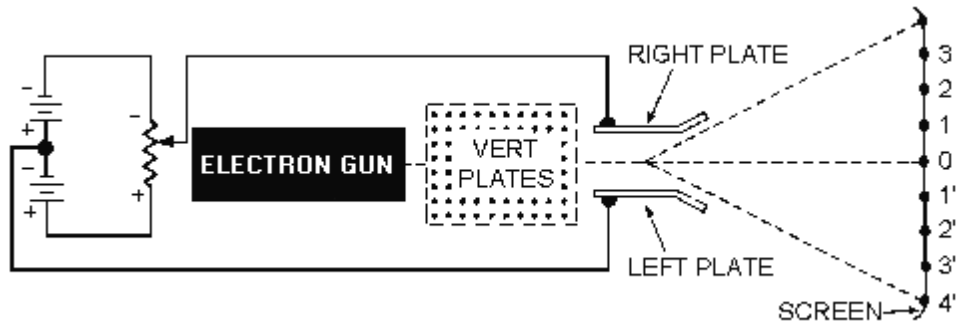 RIGHT PLATE
3
2
1
0
1'
2'
3'
4'
- 
+
-
+
-
+
ELECTRON GUN
VERT
PLATES
LEFT PLATE
SCREEN